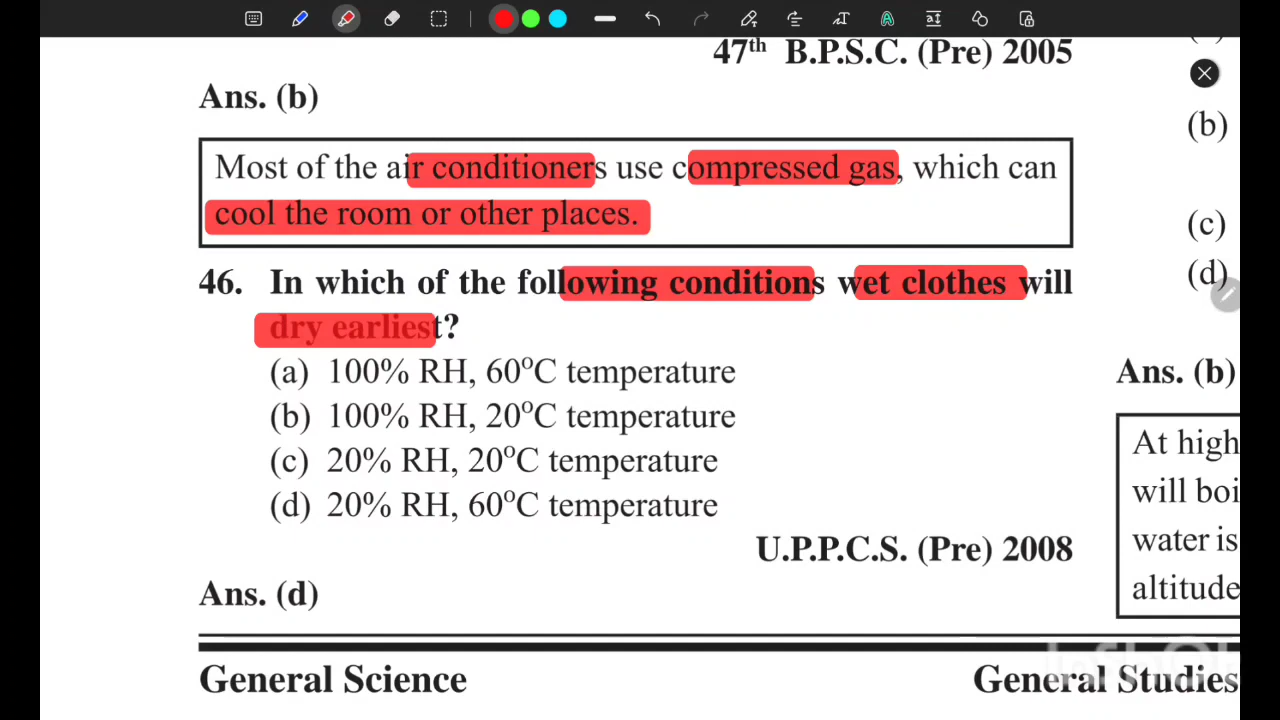 47th B.P.S.C. (Pre) 2005
Ans. (b)
Most of the air conditioners use compressed gas, which can
cool the room or other places.
46. In which of the following conditions wet clothes will
dry earliest?
(a) 100% RH, 60°C temperature
(b) 100% RH, 20°C temperature
(c) 20% RH, 20°C temperature
(d) 20% RH, 60°C temperature
U.P.P.C.S. (Pre) 2008
Ans. (d)
General Science
General Studies
(b)
(c)
(d)
Ans. (b)
At high
will boi
water is
altitude